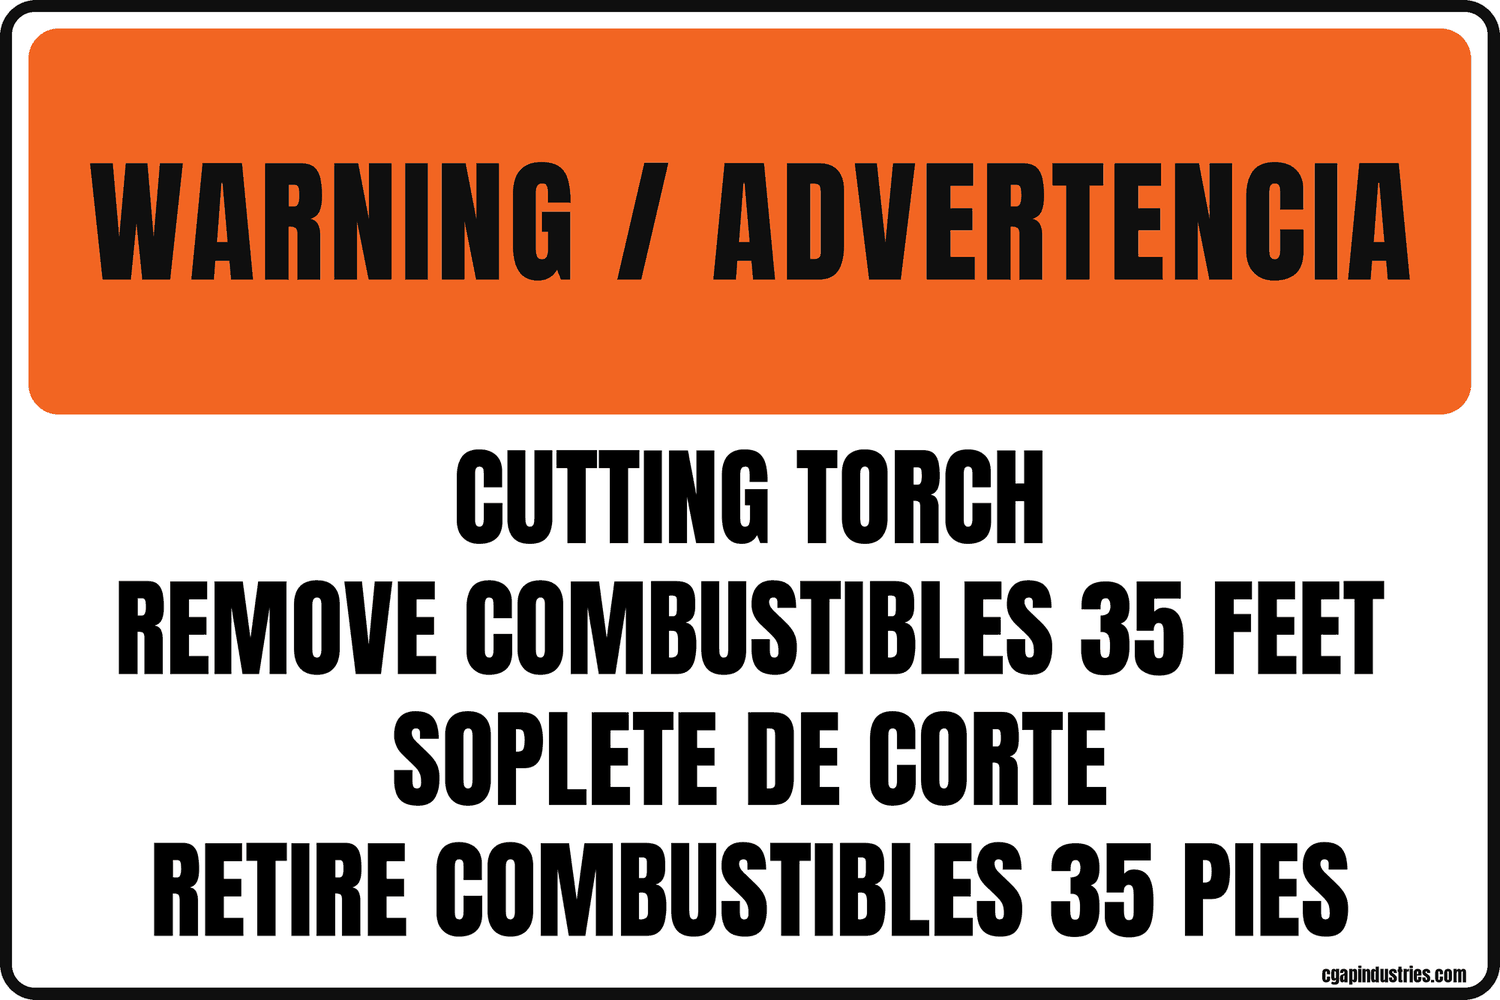 WARNING / ADVERTENCIA
CUTTING TORCH
REMOVE COMBUSTIBLES 35 FEET
SOPLETE DE CORTE
RETIRE COMBUSTIBLES 35 PIES
cgapindustries.com